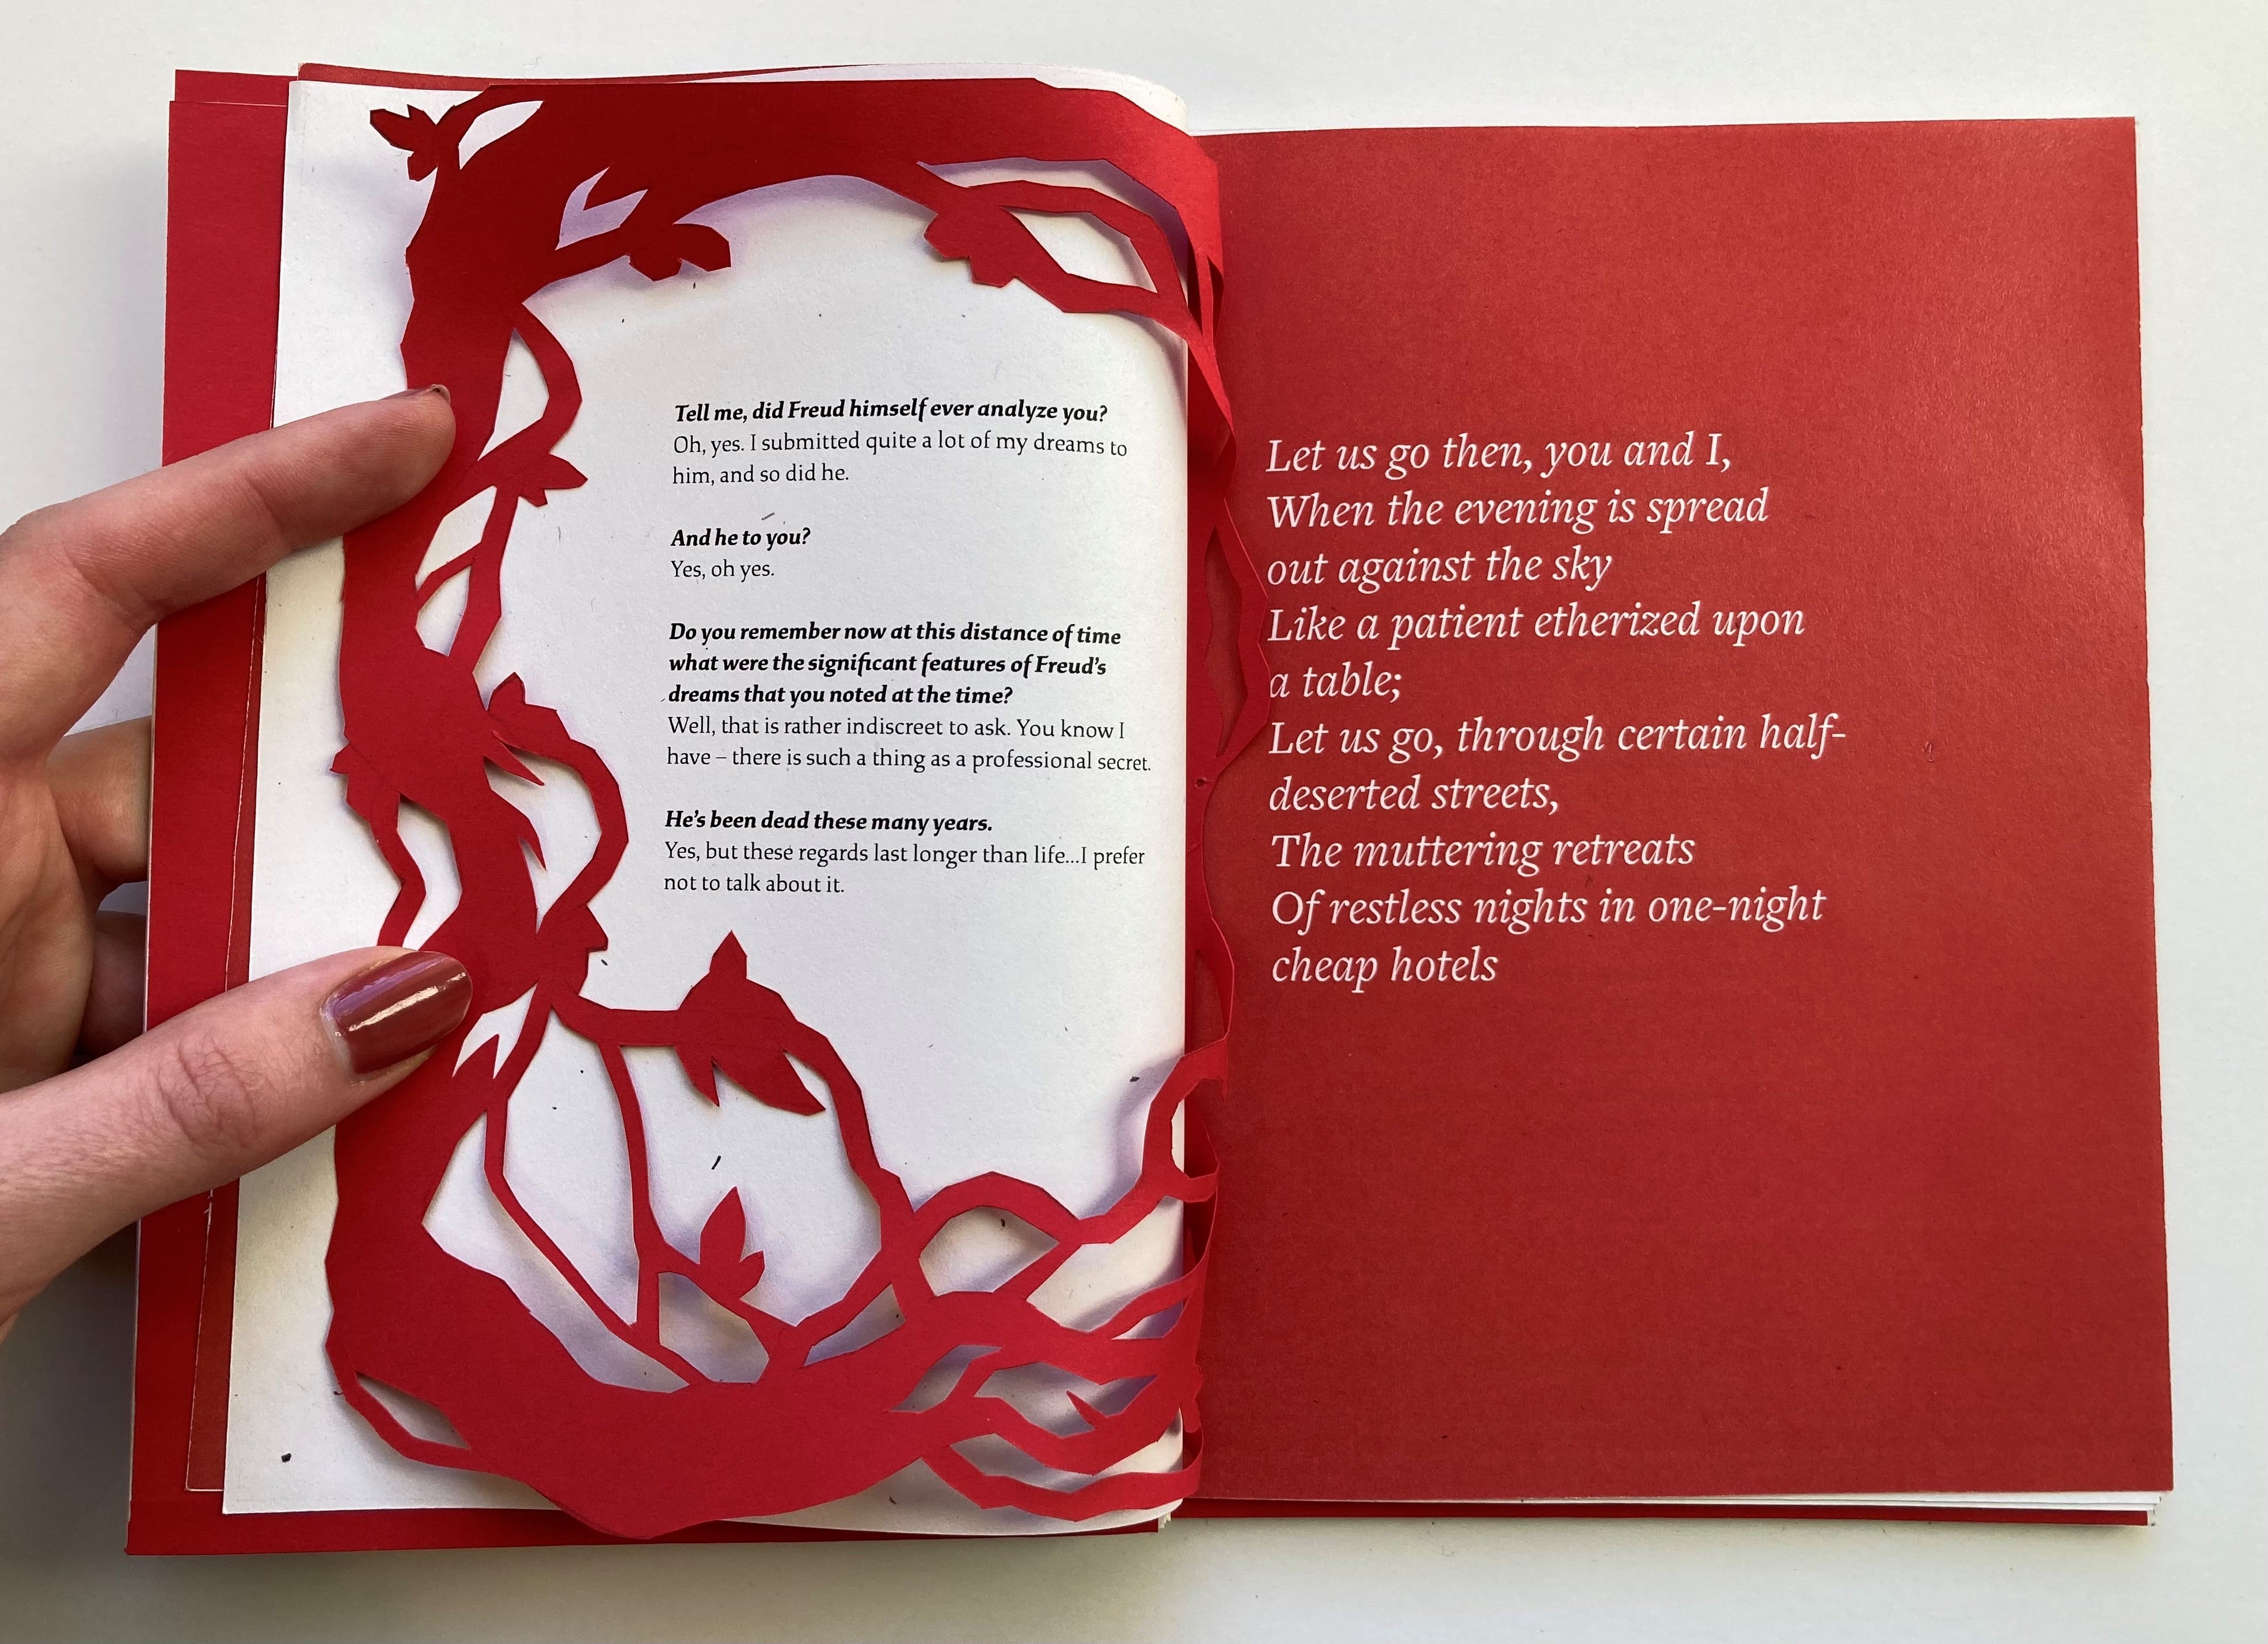 Tell me, did Freud himself ever analyze you?
Oh, yes. I submitted quite a lot of my dreams to
him, and so did he.
And he to you?
Yes, oh yes.
Do you remember now at this distance of time
what were the significant features of Freud's
dreams that you noted at the time?
Well, that is rather indiscreet to ask. You know I
have – there is such a thing as a professional secret.
He's been dead these many years.
Yes, but these regards last longer than life...I prefer
not to talk about it.
Let us go then, you and I,
When the evening is spread
out against the sky
Like a patient etherized upon
a table;
Let us go, through certain half-
deserted streets,
The muttering retreats
Of restless nights in one-night
cheap hotels